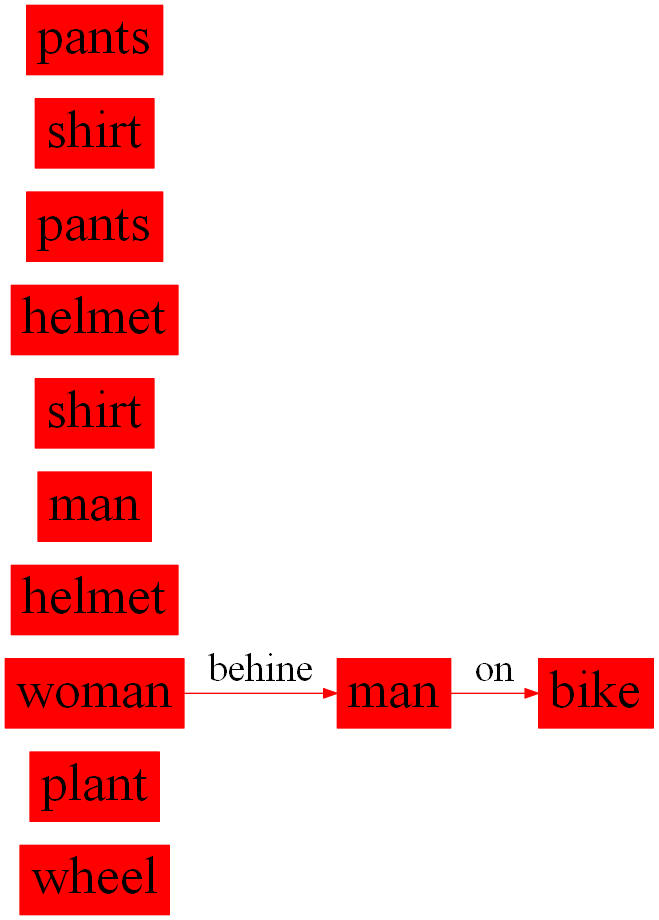 pants
shirt
pants
helmet
shirt
man
helmet
woman behine man on bike
plant
wheel